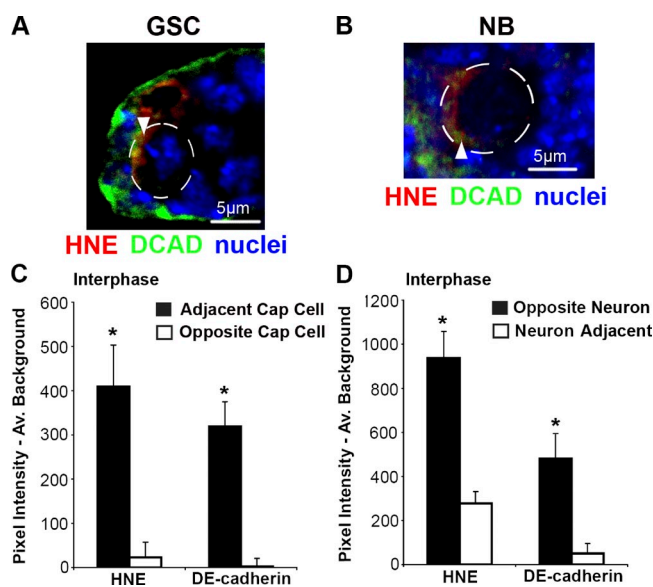 A
GSC
5µm
HNE DCAD nuclei
B
NB
5µm
HNE DCAD nuclei
C
Interphase
Adjacent Cap Cell
Opposite Cap Cell
Pixel Intensity - Av. Background
600
500
400
300
200
100
0
*
*
HNE
DE-cadherin
D
Interphase
Opposite Neuron
Neuron Adjacent
Pixel Intensity - Av. Background
1200
1000
800
600
400
200
0
*
*
HNE
DE-cadherin